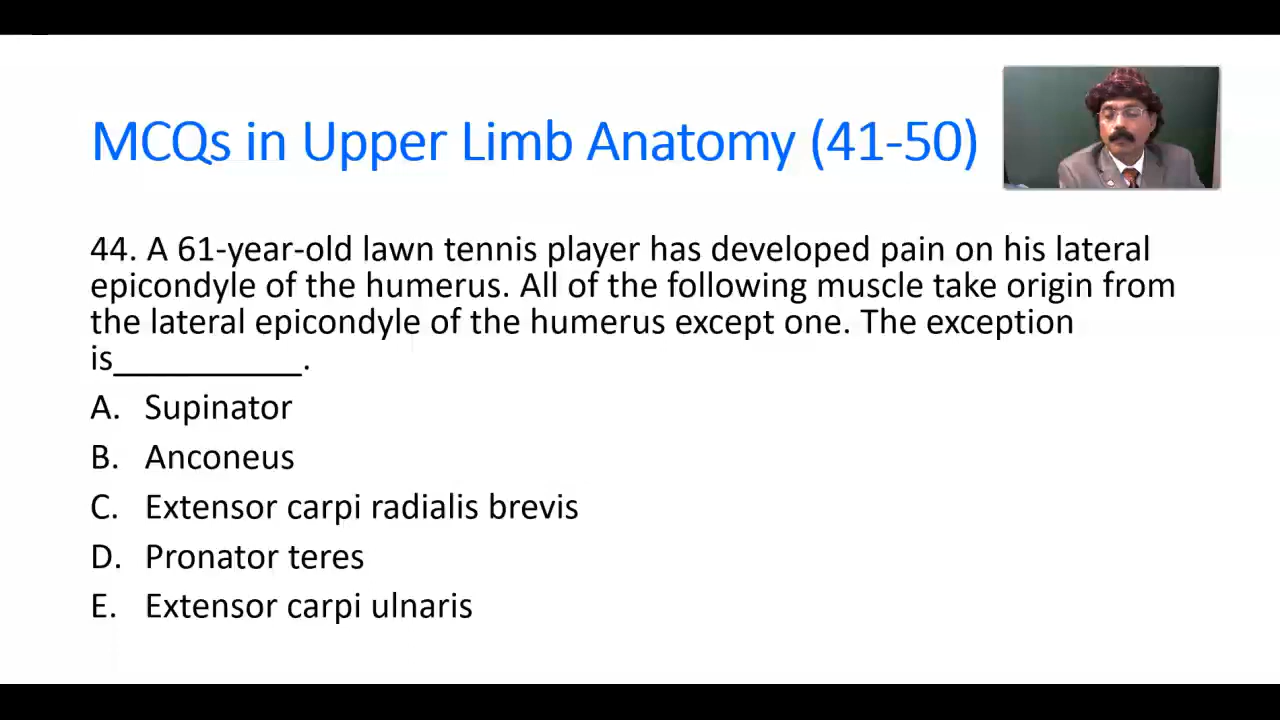 MCQs in Upper Limb Anatomy (41-50)
44. A 61-year-old lawn tennis player has developed pain on his lateral
epicondyle of the humerus. All of the following muscle take origin from
the lateral epicondyle of the humerus except one. The exception
is__________.
A. Supinator
B. Anconeus
C. Extensor carpi radialis brevis
D. Pronator teres
E. Extensor carpi ulnaris